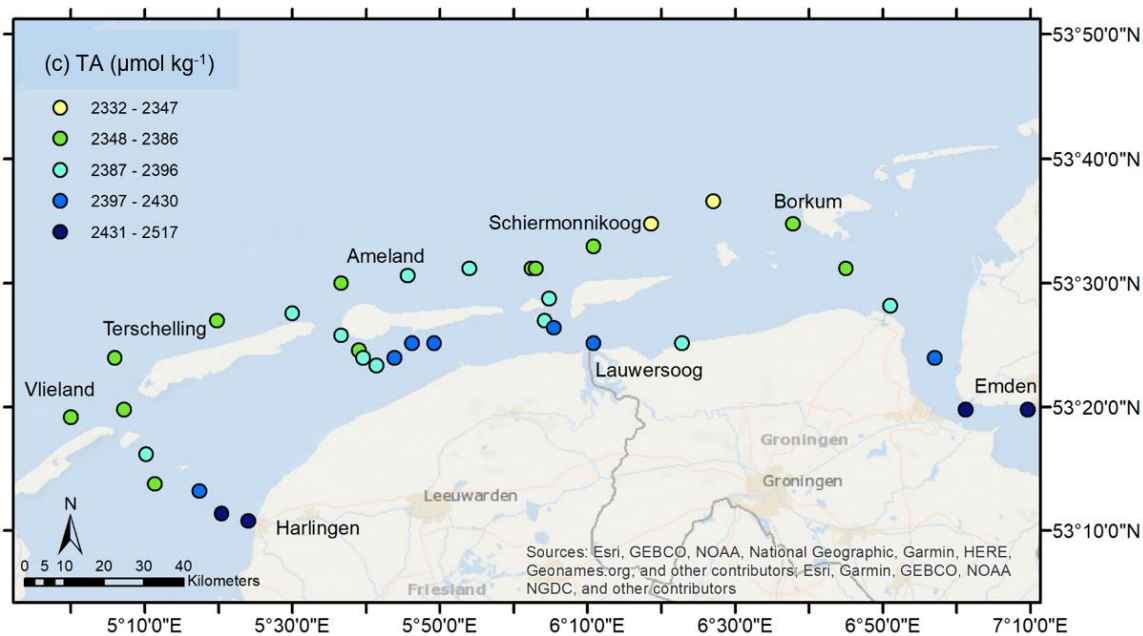 (c) TA (µmol kg⁻¹)
2332 - 2347
2348 - 2386
2387 - 2396
2397 - 2430
2431 - 2517
53°50'0"N
53°40'0"N
53°30'0"N
53°20'0"N
53°10'0"N
Borkum
Schiermonnikoog
Ameland
Terschelling
Vlieland
Lauwersoog
Emden
Groningen
Groningen
Leeuwarden
Harlingen
Friesland
N
0 5 10 20 30 40
Kilometers
Sources: Esri, GEBCO, NOAA, National Geographic, Garmin, HERE,
Geonames.org, and other contributors; Esri, Garmin, GEBCO, NOAA
NGDC, and other contributors
5°10'0"E 5°30'0"E 5°50'0"E 6°10'0"E 6°30'0"E 6°50'0"E 7°10'0"E